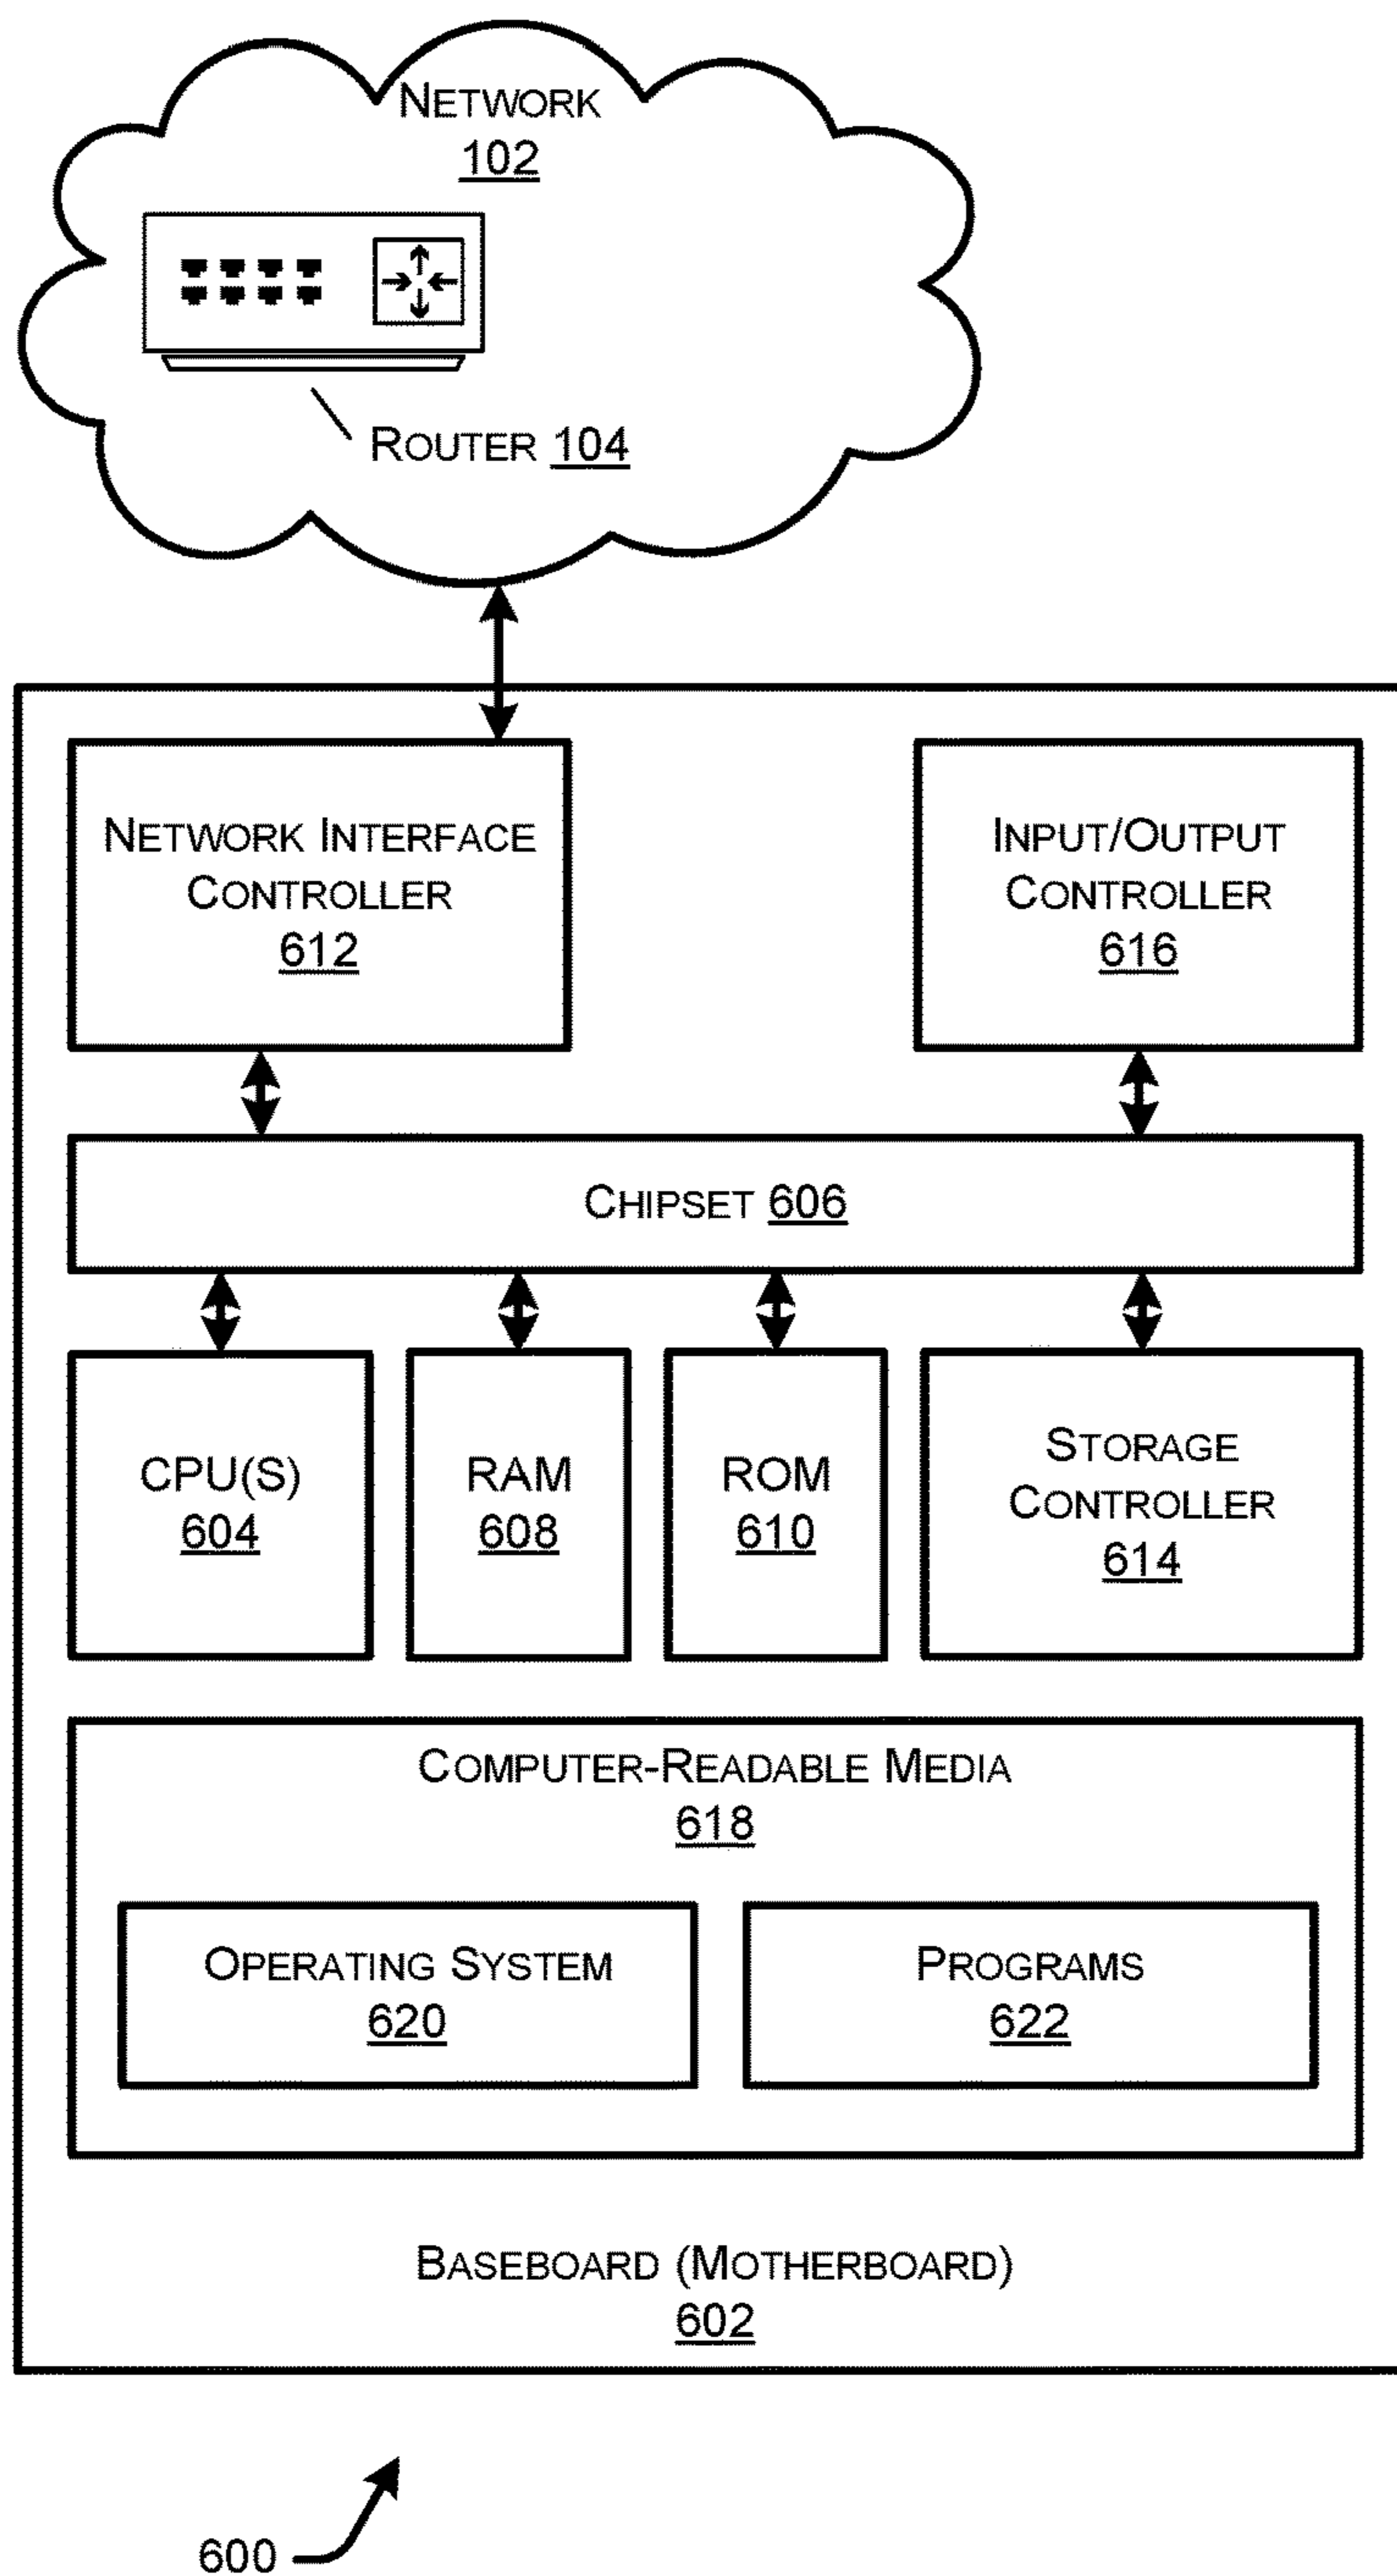 NETWORK
102
ROUTER 104
NETWORK INTERFACE
CONTROLLER
612
INPUT/OUTPUT
CONTROLLER
616
CHIPSET 606
CPU(S)
604
RAM
608
ROM
610
STORAGE
CONTROLLER
614
COMPUTER-READABLE MEDIA
618
OPERATING SYSTEM
620
PROGRAMS
622
BASEBOARD (MOTHERBOARD)
602
600